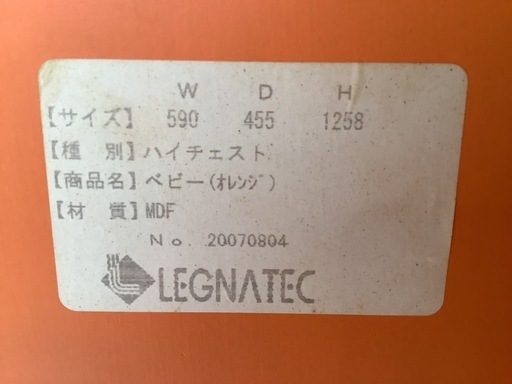 W D H
【サイズ】 590 455 1258
【種 別】ハイチェスト
【商品名】ベビー(オレンジ)
【材 質】MDF
No. 20070804
LEGNATEC